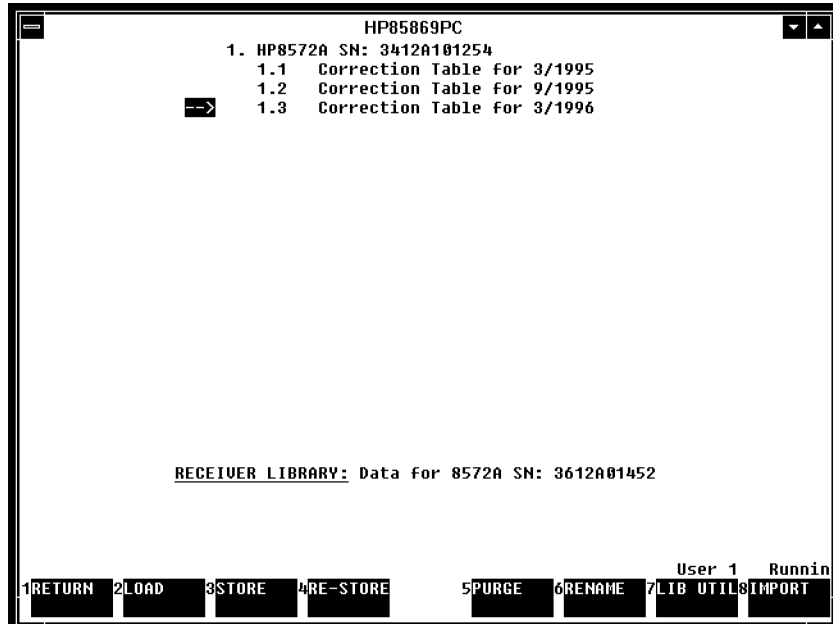 HP85869PC
1. HP8572A SN: 3412A101254
1.1 Correction Table for 3/1995
1.2 Correction Table for 9/1995
--> 1.3 Correction Table for 3/1996
RECEIVER LIBRARY: Data for 8572A SN: 3612A01452
User 1 Runnin
1RETURN 2LOAD 3STORE 4RE-STORE 5PURGE 6RENAME 7LIB UTIL 8IMPORT